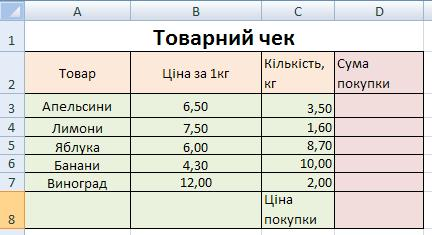 A B C D
1 Товарний чек
2 Товар Ціна за 1кг Кількість, кг Сума покупки
3 Апельсини 6,50 3,50
4 Лимони 7,50 1,60
5 Яблука 6,00 8,70
6 Банани 4,30 10,00
7 Виноград 12,00 2,00
8 Ціна покупки